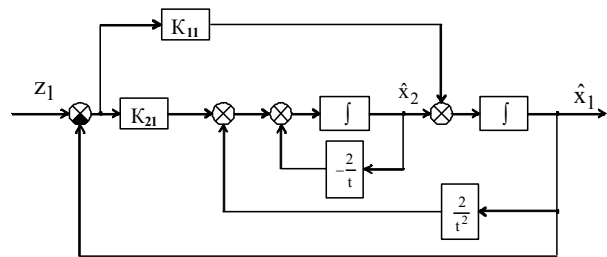 K₁₁
z₁
K₂₁
∫
x̂₂
∫
x̂₁
−2/t
2/t²